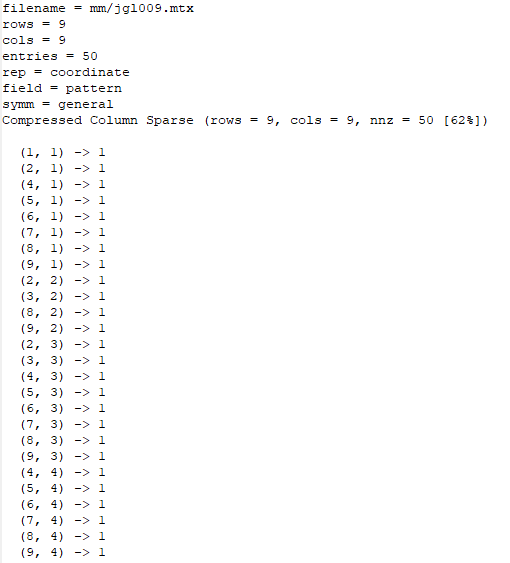 filename = mm/jgl009.mtx
rows = 9
cols = 9
entries = 50
rep = coordinate
field = pattern
symm = general
Compressed Column Sparse (rows = 9, cols = 9, nnz = 50 [62%])
(1, 1) -> 1
(2, 1) -> 1
(4, 1) -> 1
(5, 1) -> 1
(6, 1) -> 1
(7, 1) -> 1
(8, 1) -> 1
(9, 1) -> 1
(2, 2) -> 1
(3, 2) -> 1
(8, 2) -> 1
(9, 2) -> 1
(2, 3) -> 1
(3, 3) -> 1
(4, 3) -> 1
(5, 3) -> 1
(6, 3) -> 1
(7, 3) -> 1
(8, 3) -> 1
(9, 3) -> 1
(4, 4) -> 1
(5, 4) -> 1
(6, 4) -> 1
(7, 4) -> 1
(8, 4) -> 1
(9, 4) -> 1